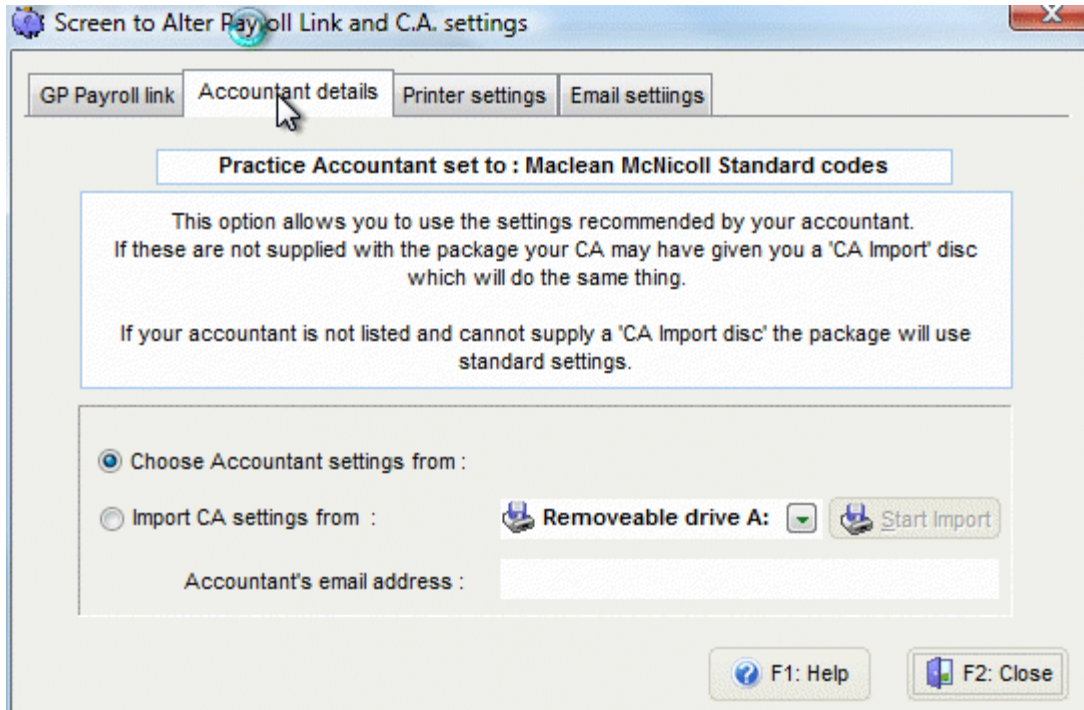 Screen to Alter Payroll Link and C.A. settings
GP Payroll link
Accountant details
Printer settings
Email settiings
Practice Accountant set to : Maclean McNicoll Standard codes
This option allows you to use the settings recommended by your accountant.
If these are not supplied with the package your CA may have given you a 'CA Import' disc
which will do the same thing.
If your accountant is not listed and cannot supply a 'CA Import disc' the package will use
standard settings.
Choose Accountant settings from :
Import CA settings from :
Removeable drive A:
Start Import
Accountant's email address :
F1: Help
F2: Close